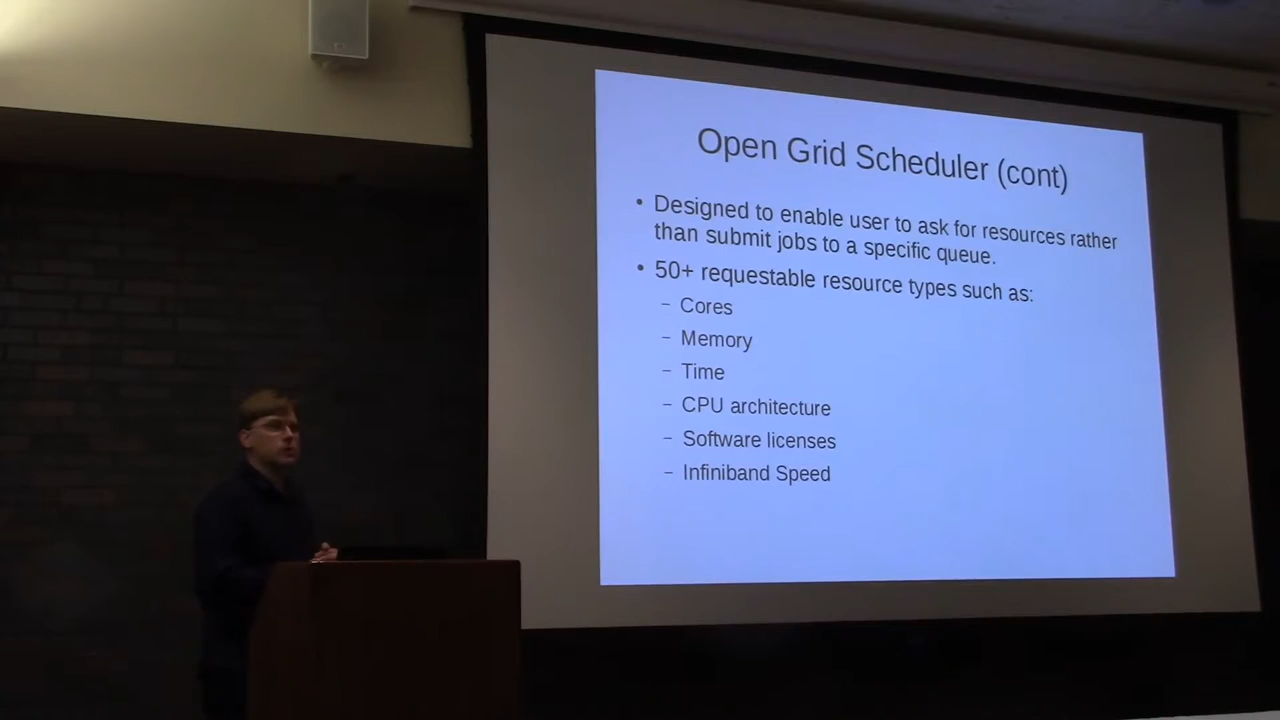 Open Grid Scheduler (cont)
• Designed to enable user to ask for resources rather
than submit jobs to a specific queue.
• 50+ requestable resource types such as:
– Cores
– Memory
– Time
– CPU architecture
– Software licenses
– Infiniband Speed